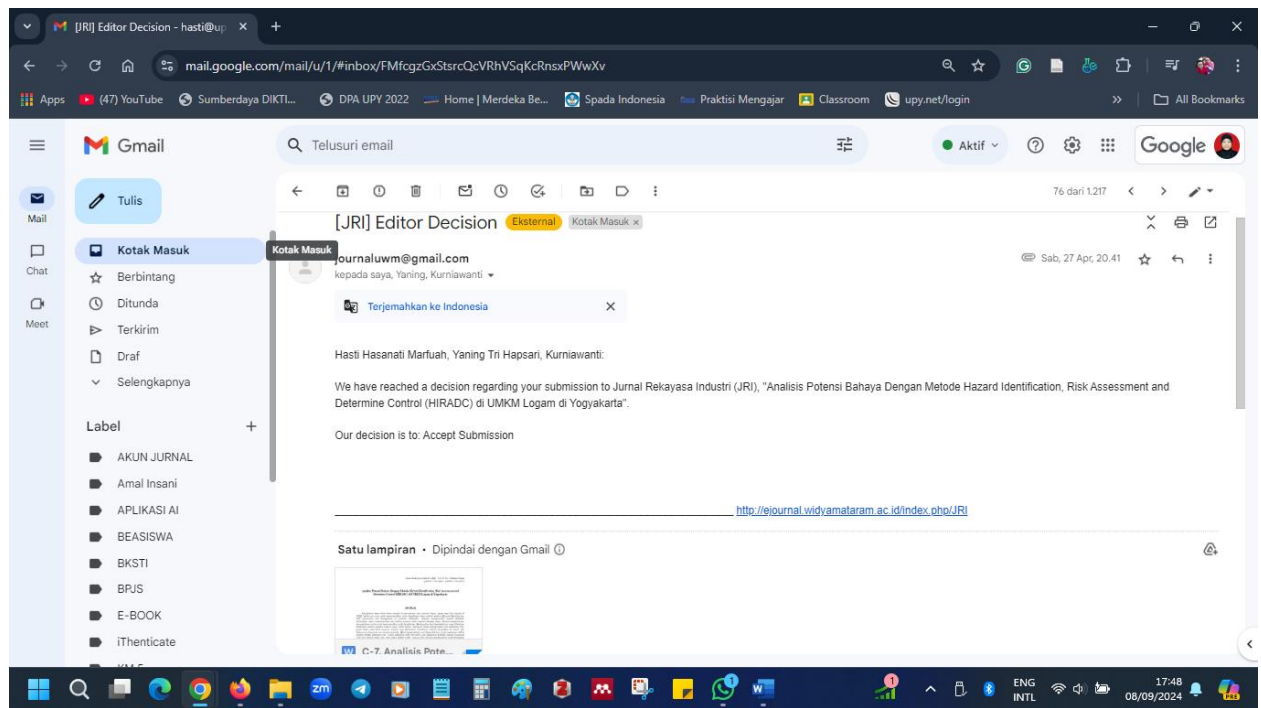 [JRI] Editor Decision - hasti@up
mail.google.com/mail/u/1/#inbox/FMfcgzGxStsrcQcVRhVSqKcRnsxPWwXv
Apps (47) YouTube Sumberdaya DIKTI... DPA UPY 2022 Home | Merdeka Be... Spada Indonesia Praktisi Mengajar Classroom upy.net/login » All Bookmarks
Gmail Telusuri email Aktif Google
Mail
Chat
Meet
Tulis
Kotak Masuk
Kotak Masuk
Berbintang
Ditunda
Terkirim
Draf
Selengkapnya
Label +
AKUN JURNAL
Amal Insani
APLIKASI AI
BEASISWA
BKSTI
BPJS
E-BOOK
iThenticate
76 dari 1.217
[JRI] Editor Decision Eksternal Kotak Masuk ×
journaluwm@gmail.com Sab, 27 Apr, 20.41
kepada saya, Yaning, Kurniawanti
Terjemahkan ke Indonesia
Hasti Hasanati Marfuah, Yaning Tri Hapsari, Kurniawanti:
We have reached a decision regarding your submission to Jurnal Rekayasa Industri (JRI), "Analisis Potensi Bahaya Dengan Metode Hazard Identification, Risk Assessment and
Determine Control (HIRADC) di UMKM Logam di Yogyakarta".
Our decision is to: Accept Submission
http://ejournal.widyamataram.ac.id/index.php/JRI
Satu lampiran • Dipindai dengan Gmail
C-7. Analisis Pote...
zm
ENG
INTL
17:48
08/09/2024